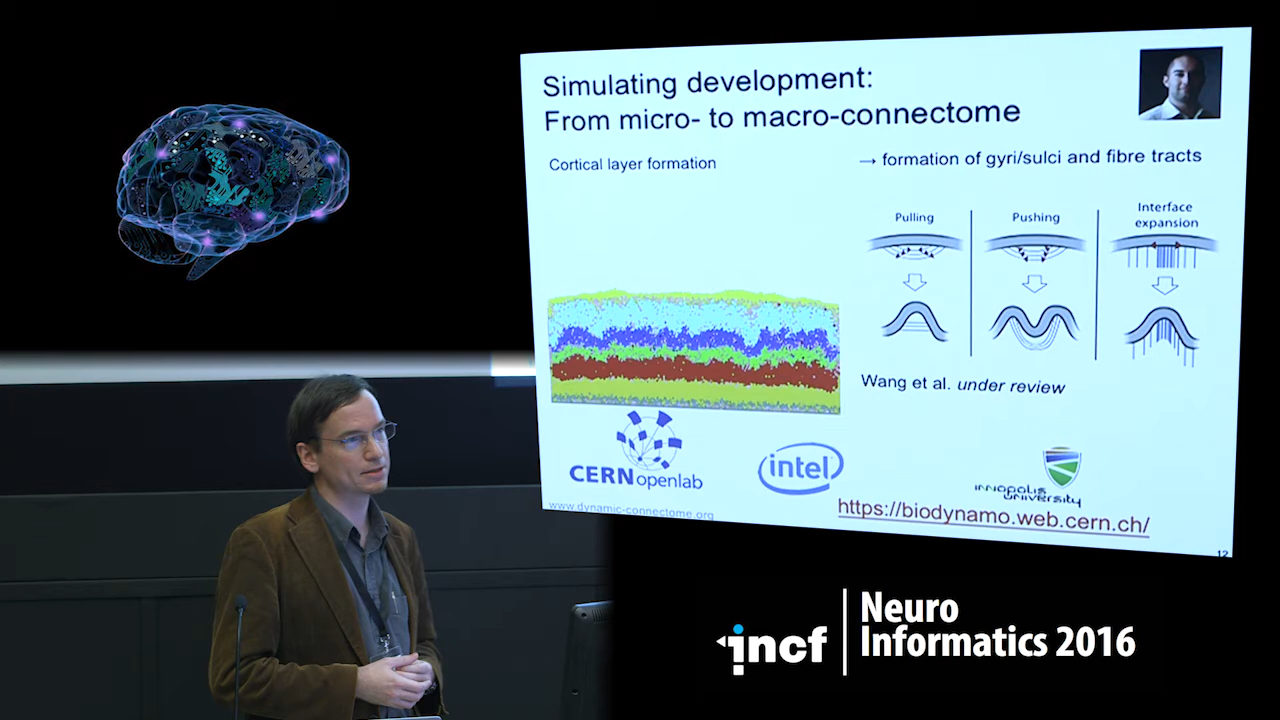 Simulating development:
From micro- to macro-connectome
Cortical layer formation
→ formation of gyri/sulci and fibre tracts
Pulling
Pushing
Interface
expansion
Wang et al. under review
CERN openlab
intel
innopolis
university
www.dynamic-connectome.org
https://biodynamo.web.cern.ch/
12
incf
Neuro
Informatics 2016